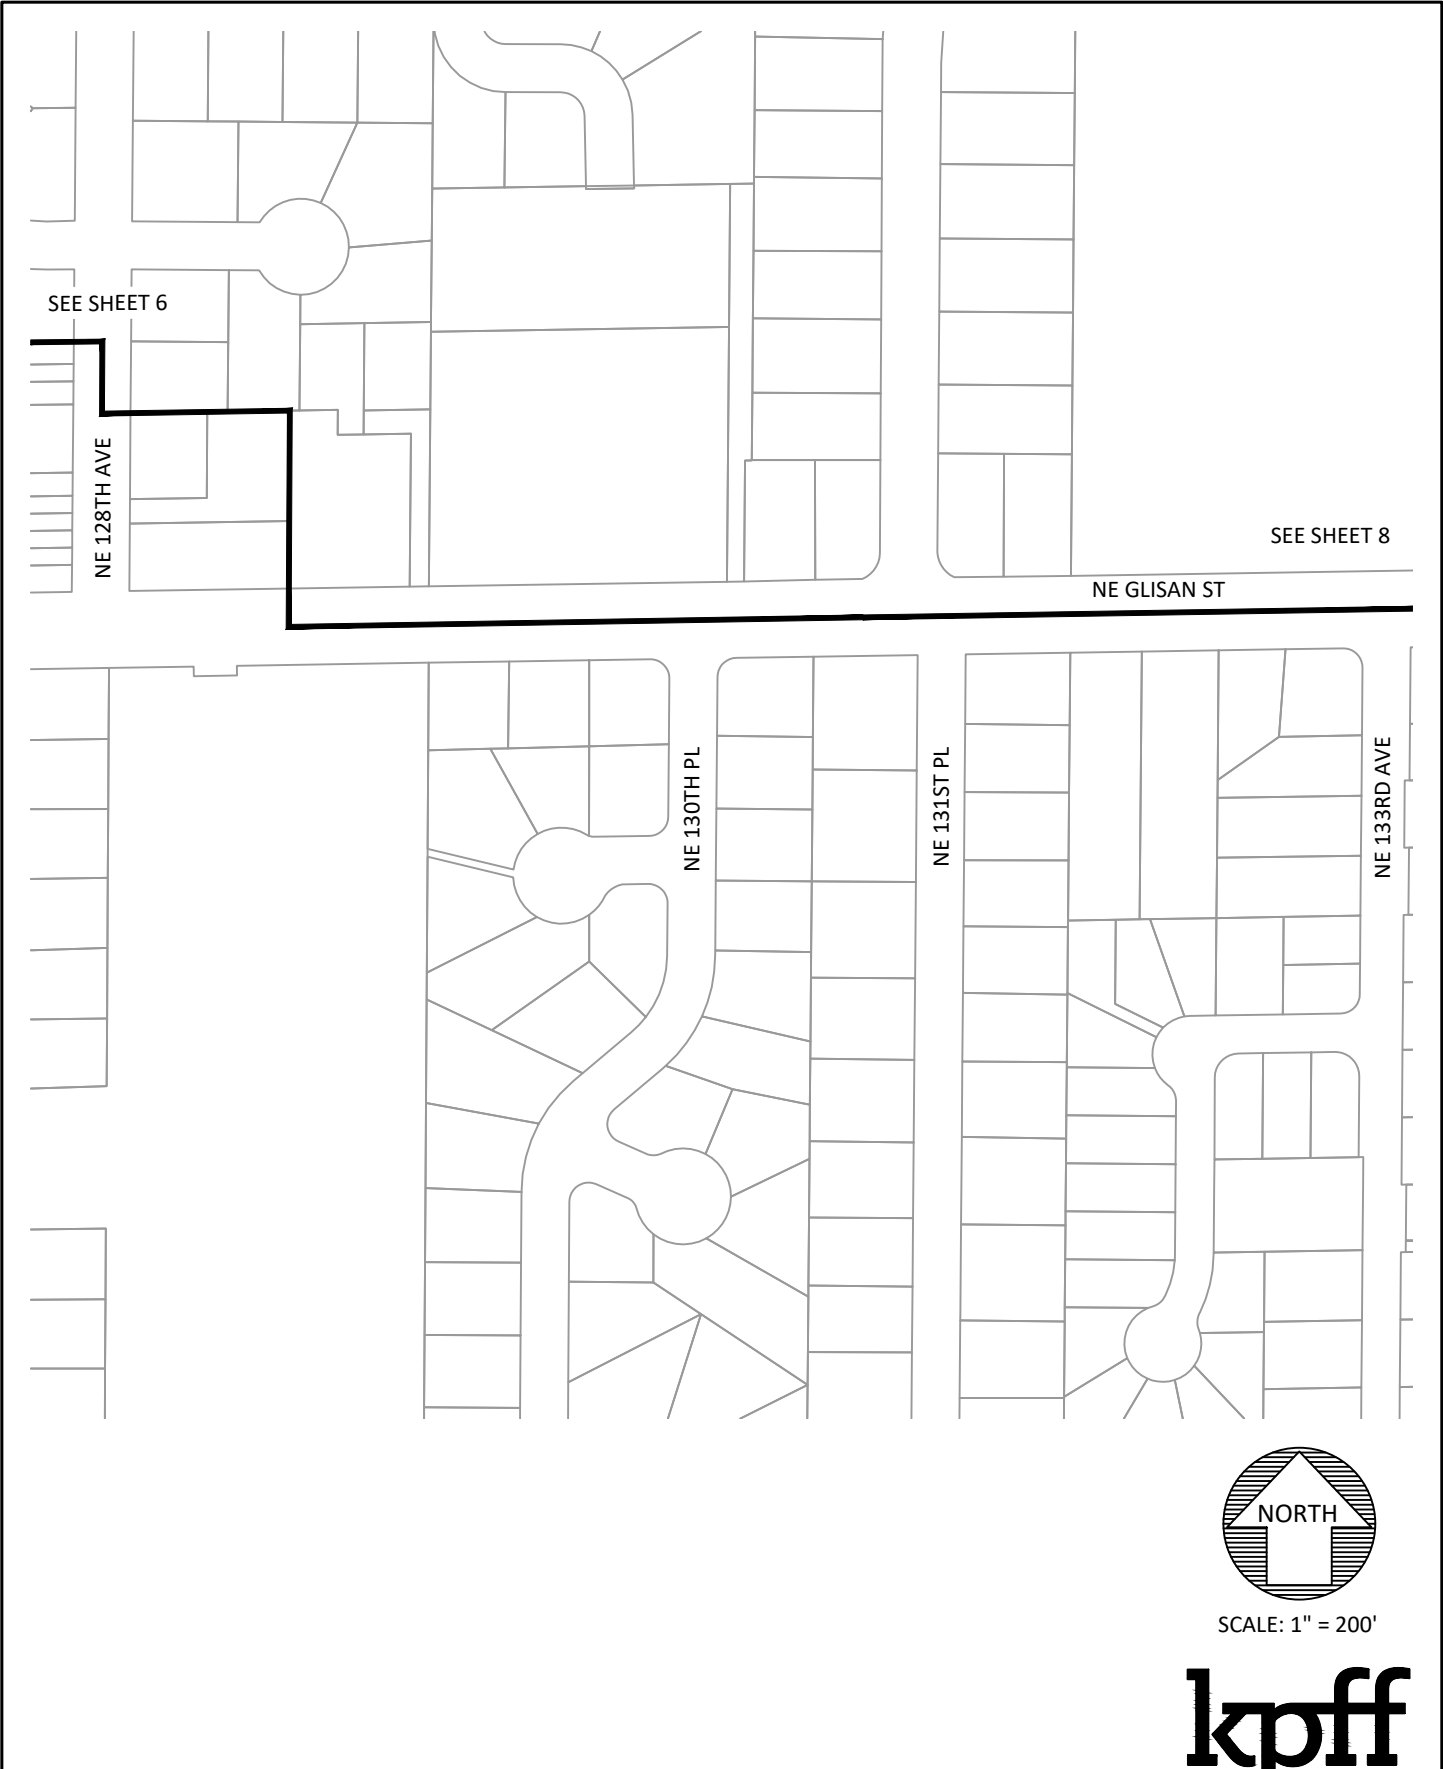 SEE SHEET 6
NE 128TH AVE
SEE SHEET 8
NE GLISAN ST
NE 130TH PL
NE 131ST PL
NE 133RD AVE
NORTH
SCALE: 1" = 200'
kpff